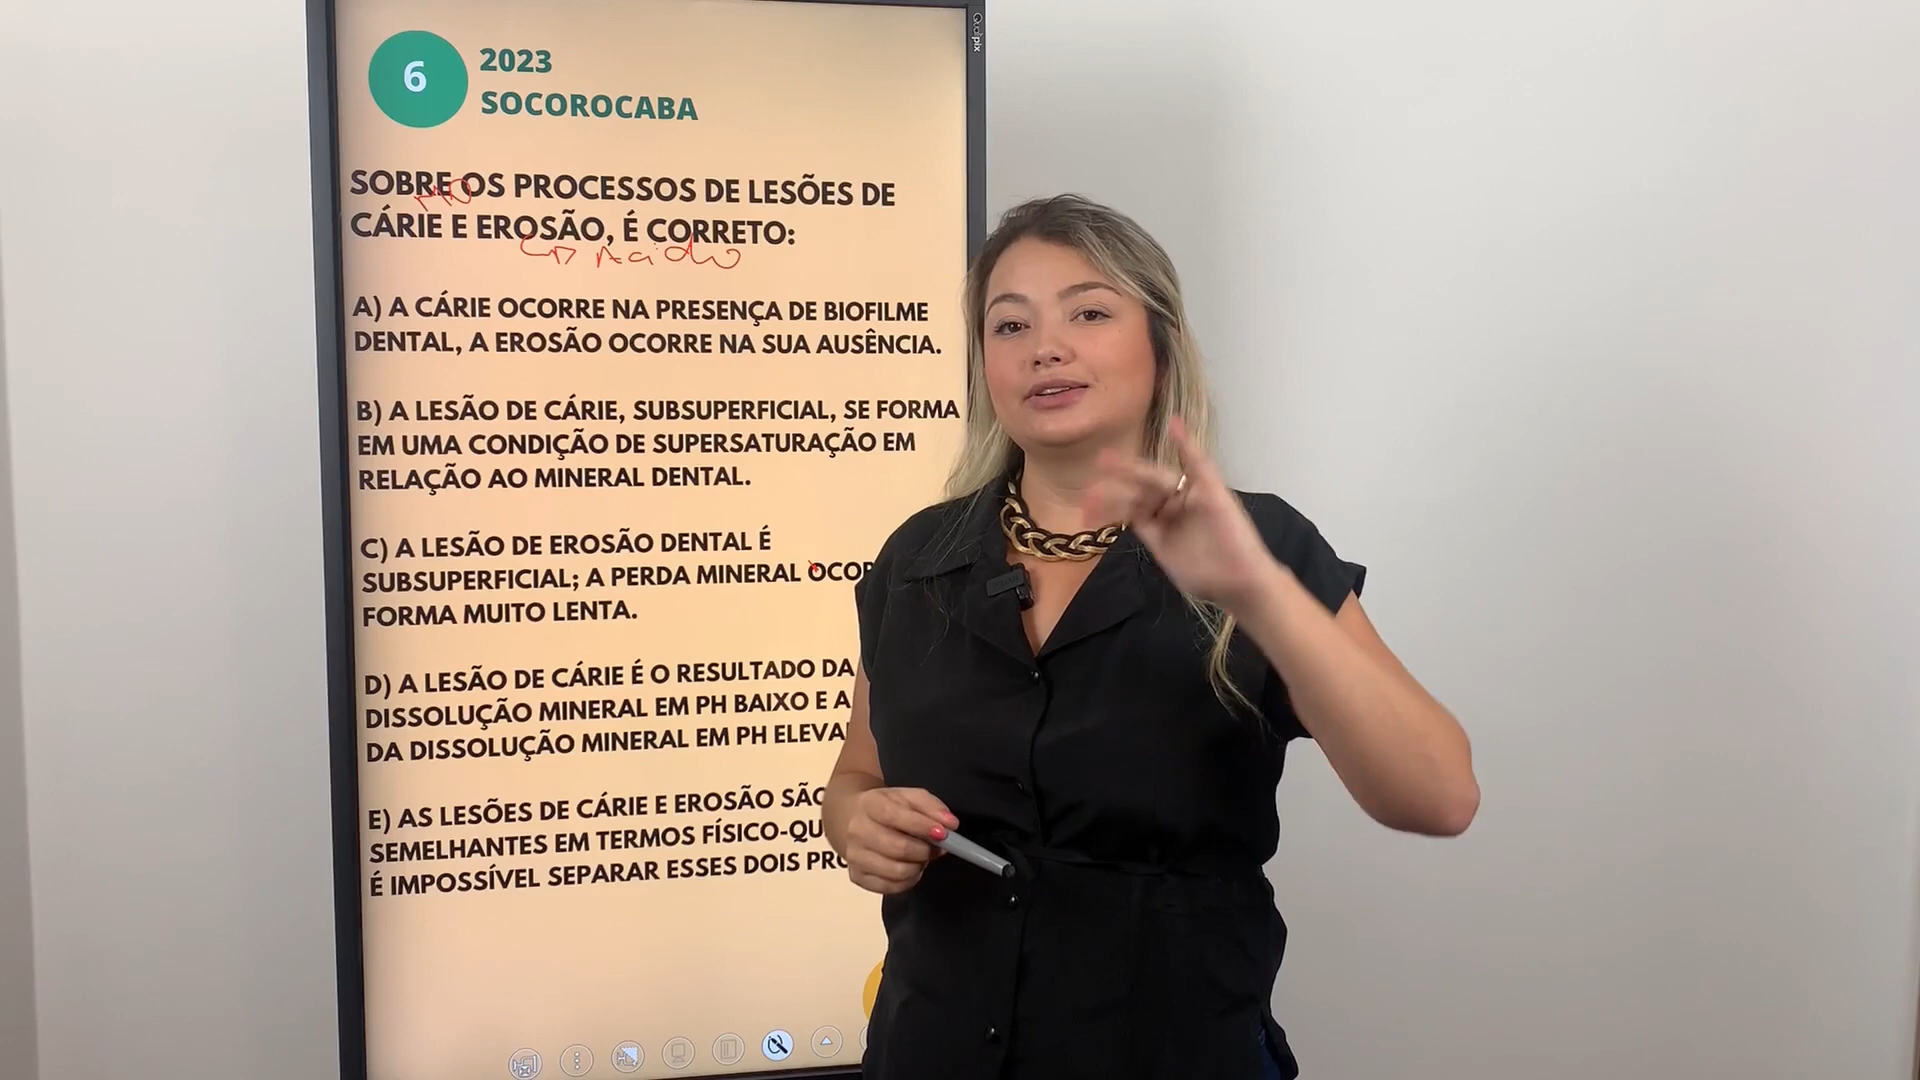 6
2023
SOCOROCABA
Qualipix
SOBRE OS PROCESSOS DE LESÕES DE
CÁRIE E EROSÃO, É CORRETO:
MO
Acido
A) A CÁRIE OCORRE NA PRESENÇA DE BIOFILME
DENTAL, A EROSÃO OCORRE NA SUA AUSÊNCIA.
B) A LESÃO DE CÁRIE, SUBSUPERFICIAL, SE FORMA
EM UMA CONDIÇÃO DE SUPERSATURAÇÃO EM
RELAÇÃO AO MINERAL DENTAL.
C) A LESÃO DE EROSÃO DENTAL É
SUBSUPERFICIAL; A PERDA MINERAL
FORMA MUITO LENTA.
D) A LESÃO DE CÁRIE É O RESULTADO DA
DISSOLUÇÃO MINERAL EM PH BAIXO E A
DA DISSOLUÇÃO MINERAL EM PH
E) AS LESÕES DE CÁRIE E EROSÃO
SEMELHANTES EM TERMOS
É IMPOSSÍVEL SEPARAR ESSES DOIS